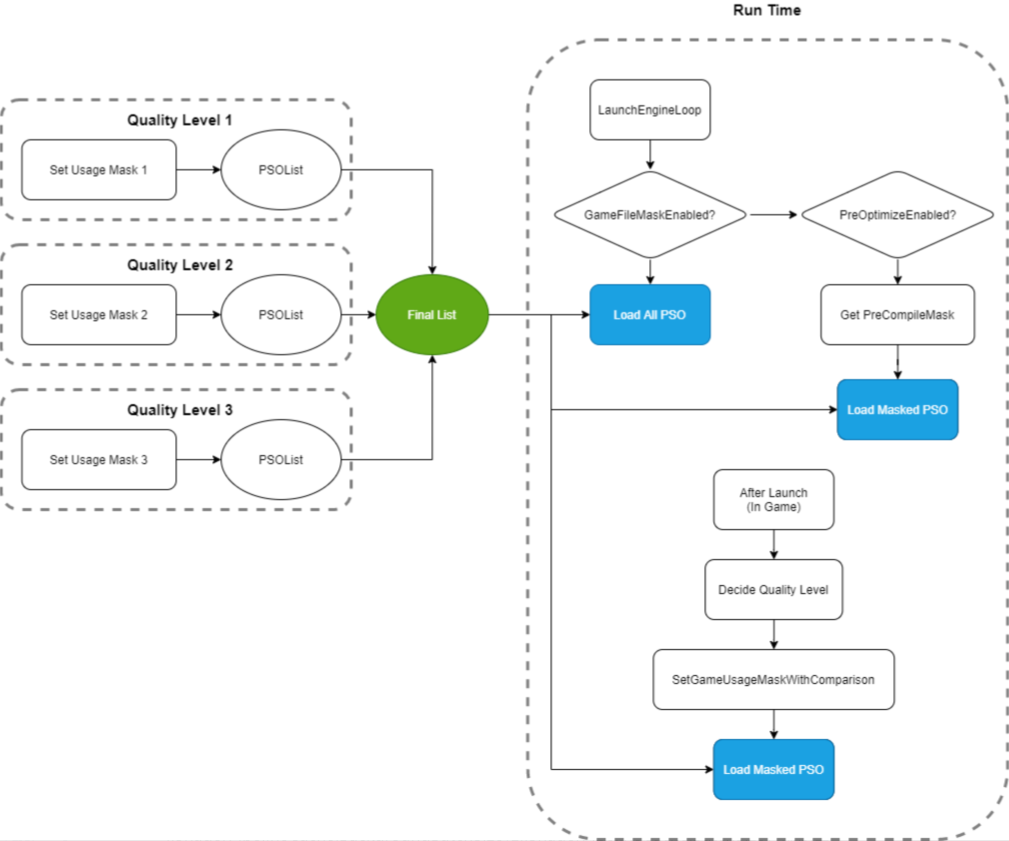 Run Time
Quality Level 1
Set Usage Mask 1
PSOList
Quality Level 2
Set Usage Mask 2
PSOList
Quality Level 3
Set Usage Mask 3
PSOList
Final List
LaunchEngineLoop
GameFileMaskEnabled?
PreOptimizeEnabled?
Load All PSO
Get PreCompileMask
Load Masked PSO
After Launch
(In Game)
Decide Quality Level
SetGameUsageMaskWithComparison
Load Masked PSO